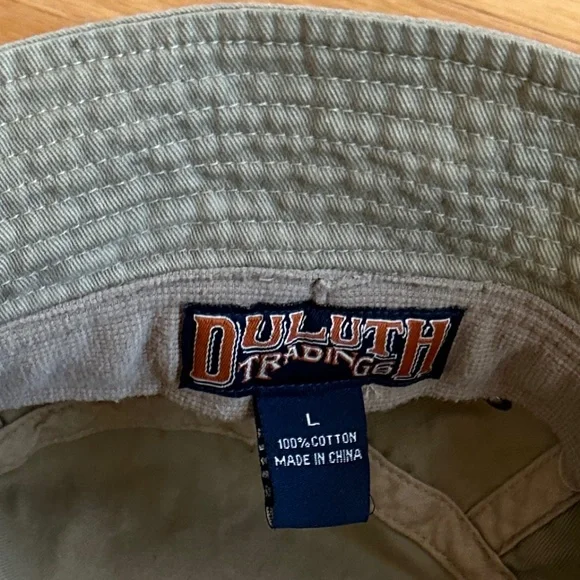 DULUTH
TRADING Co
L
100% COTTON
MADE IN CHINA